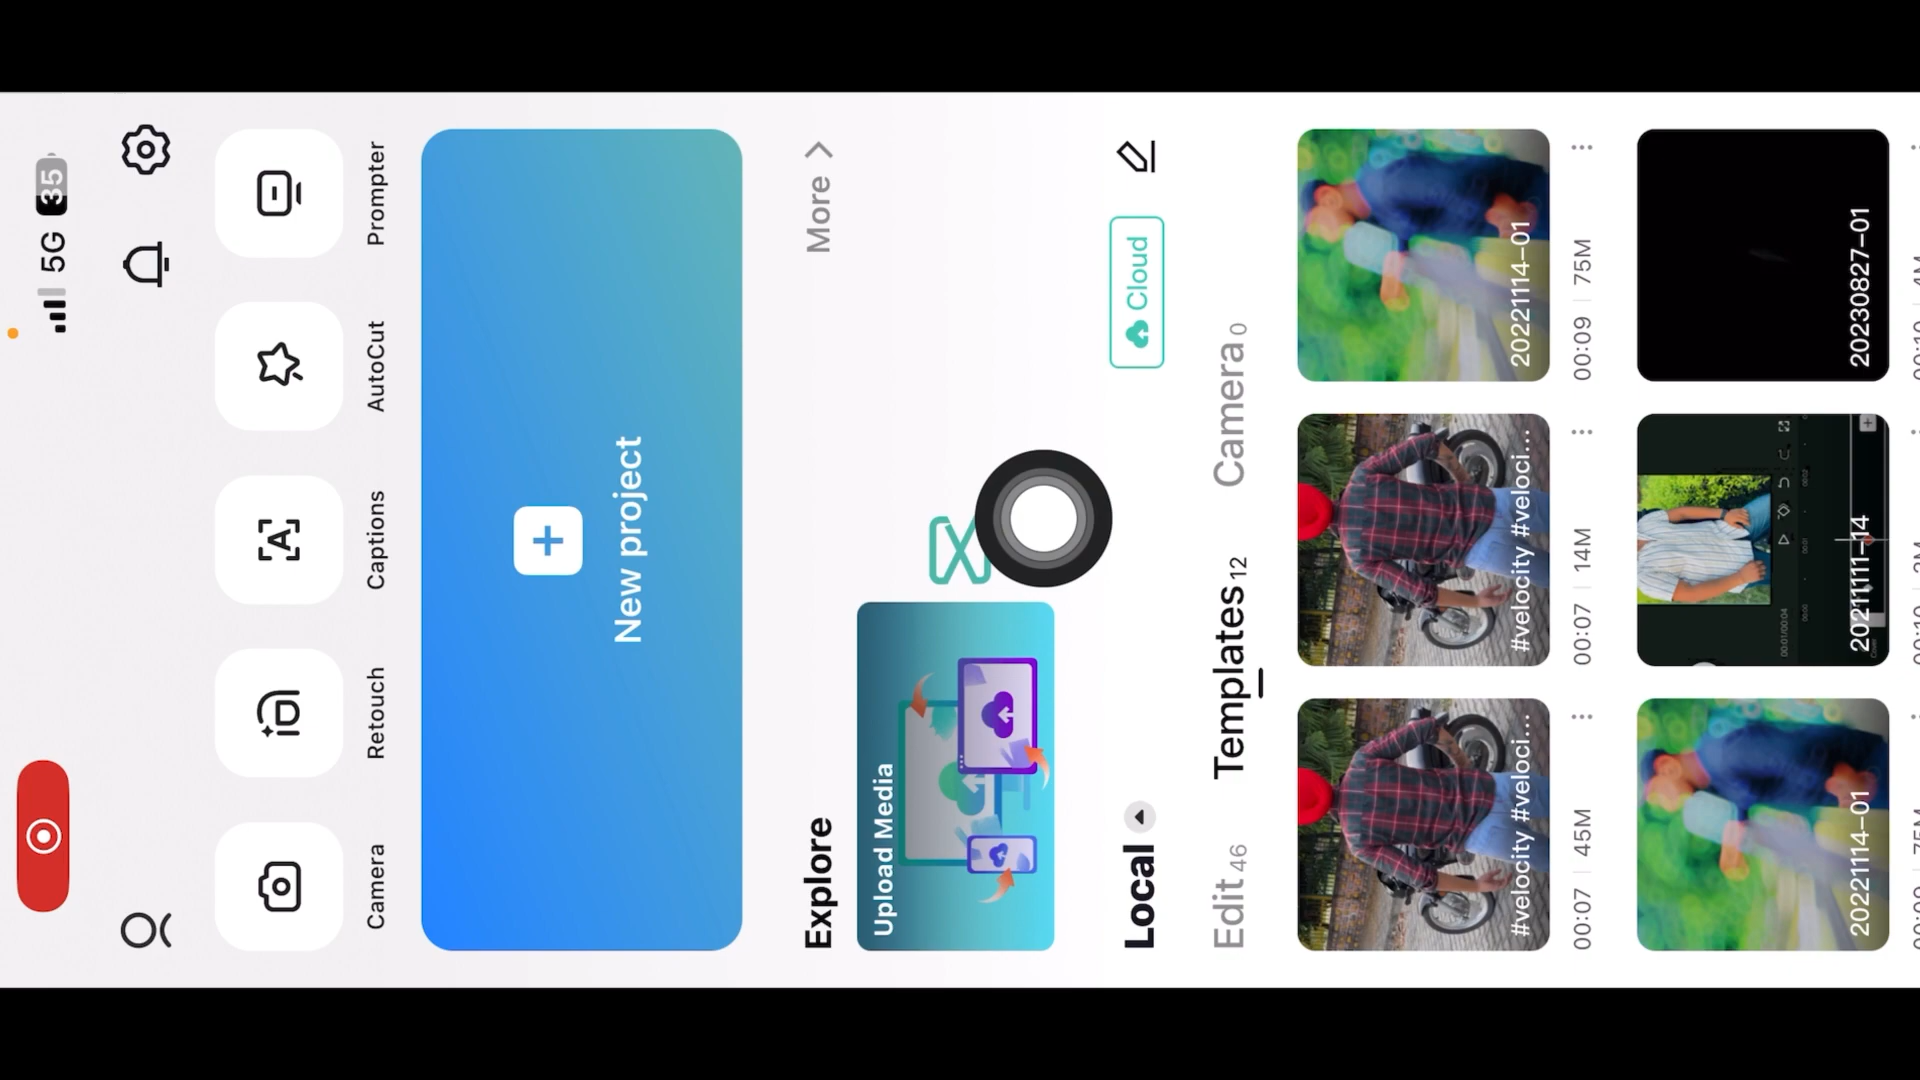 5G 35
Camera
Retouch
Captions
AutoCut
Prompter
New project
Explore
More
Upload Media
Local
Cloud
Edit 46
Templates 12
Camera 0
#velocity #veloci...
#velocity #veloci...
20221114-01
00:07 | 45M
00:07 | 14M
00:09 | 75M
20221114-01
20211111-14
20230827-01